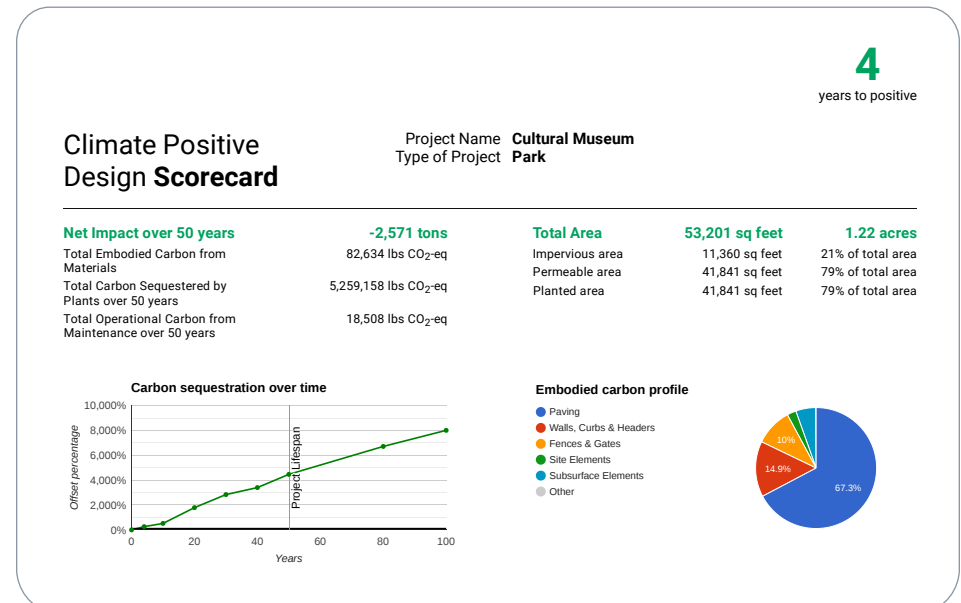 4
years to positive
Climate Positive
Design Scorecard
Project Name Cultural Museum
Type of Project Park
Net Impact over 50 years -2,571 tons
Total Embodied Carbon from 82,634 lbs CO2-eq
Materials
Total Carbon Sequestered by 5,259,158 lbs CO2-eq
Plants over 50 years
Total Operational Carbon from 18,508 lbs CO2-eq
Maintenance over 50 years
Total Area 53,201 sq feet 1.22 acres
Impervious area 11,360 sq feet 21% of total area
Permeable area 41,841 sq feet 79% of total area
Planted area 41,841 sq feet 79% of total area
Carbon sequestration over time
10,000%
8,000%
6,000%
4,000%
2,000%
0%
Offset percentage
Project Lifespan
0 20 40 60 80 100
Years
Embodied carbon profile
Paving
Walls, Curbs & Headers
Fences & Gates
Site Elements
Subsurface Elements
Other
10%
14.9%
67.3%